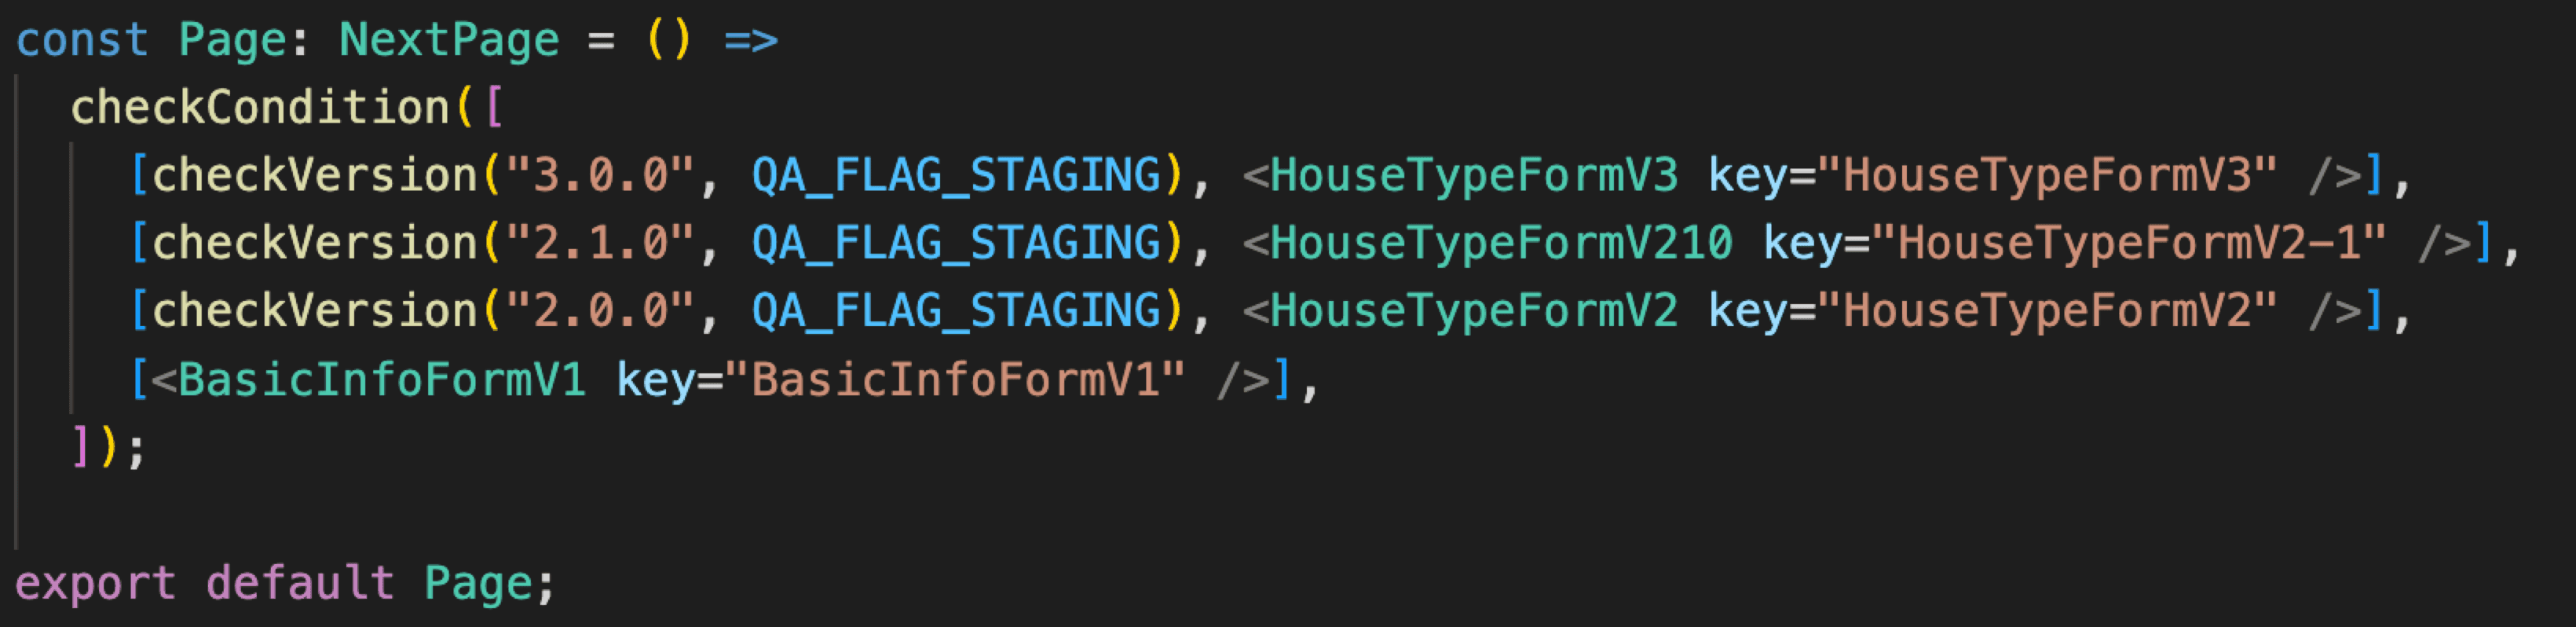 const Page: NextPage = () =>
  checkCondition([
    [checkVersion("3.0.0", QA_FLAG_STAGING), <HouseTypeFormV3 key="HouseTypeFormV3" />],
    [checkVersion("2.1.0", QA_FLAG_STAGING), <HouseTypeFormV210 key="HouseTypeFormV2-1" />],
    [checkVersion("2.0.0", QA_FLAG_STAGING), <HouseTypeFormV2 key="HouseTypeFormV2" />],
    [<BasicInfoFormV1 key="BasicInfoFormV1" />],
  ]);
export default Page;